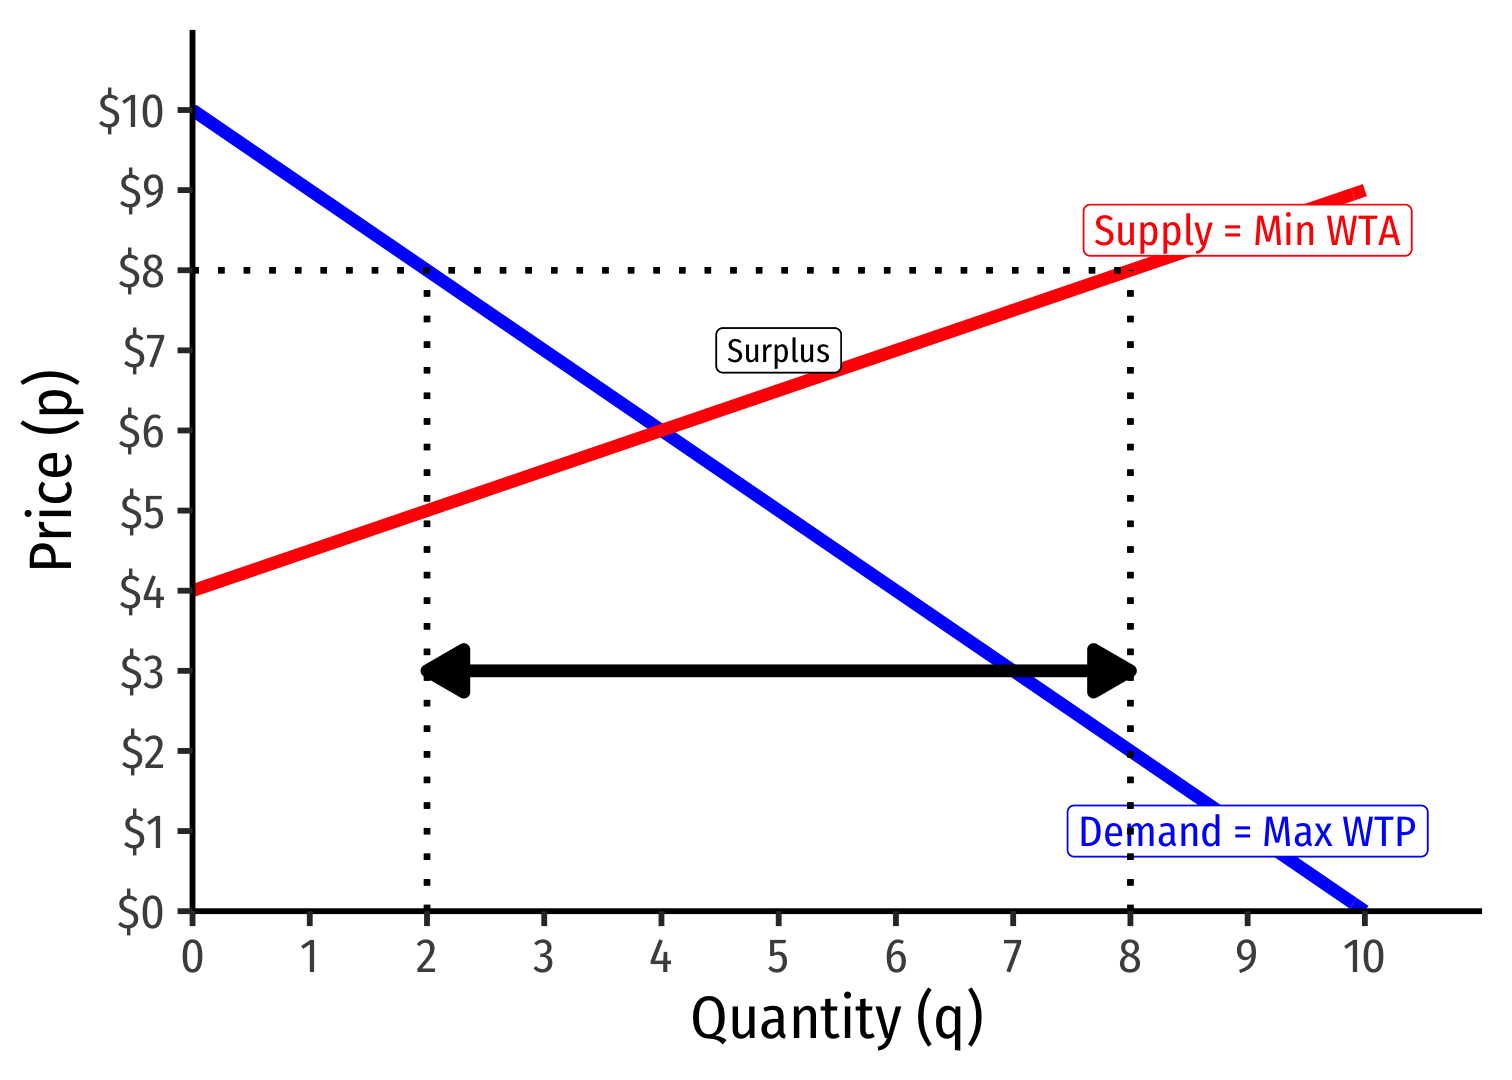 $10
$9
Supply = Min WTA
$8
$7
Surplus
$6
Price (p)
$5
$4
$3
$2
$1
Demand = Max WTP
$0
0 1 2 3 4 5 6 7 8 9 10
Quantity (q)